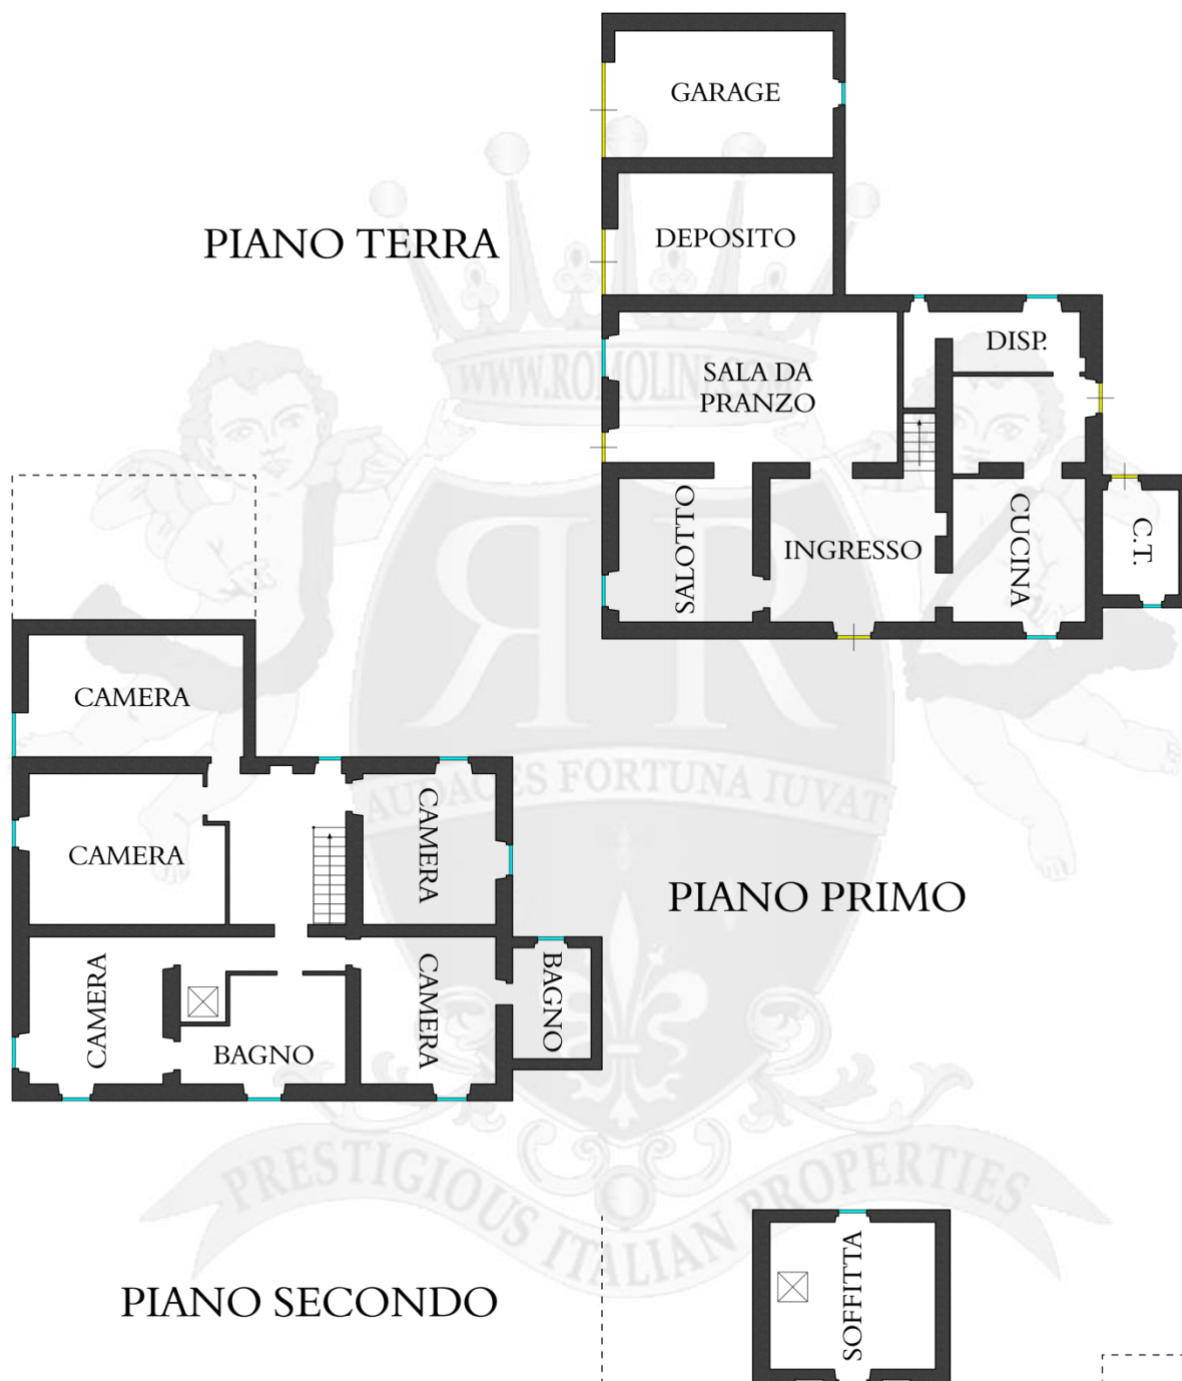 GARAGE
DEPOSITO
PIANO TERRA
DISP.
SALA DA
PRANZO
WWW.ROMOLINI.COM
SALOTTO
INGRESSO
CUCINA
C.T.
CAMERA
CAMERA
CAMERA
AUDACES FORTUNA IUVAT
PIANO PRIMO
CAMERA
BAGNO
CAMERA
BAGNO
PRESTIGIOUS ITALIAN PROPERTIES
PIANO SECONDO
SOFFITTA
R R